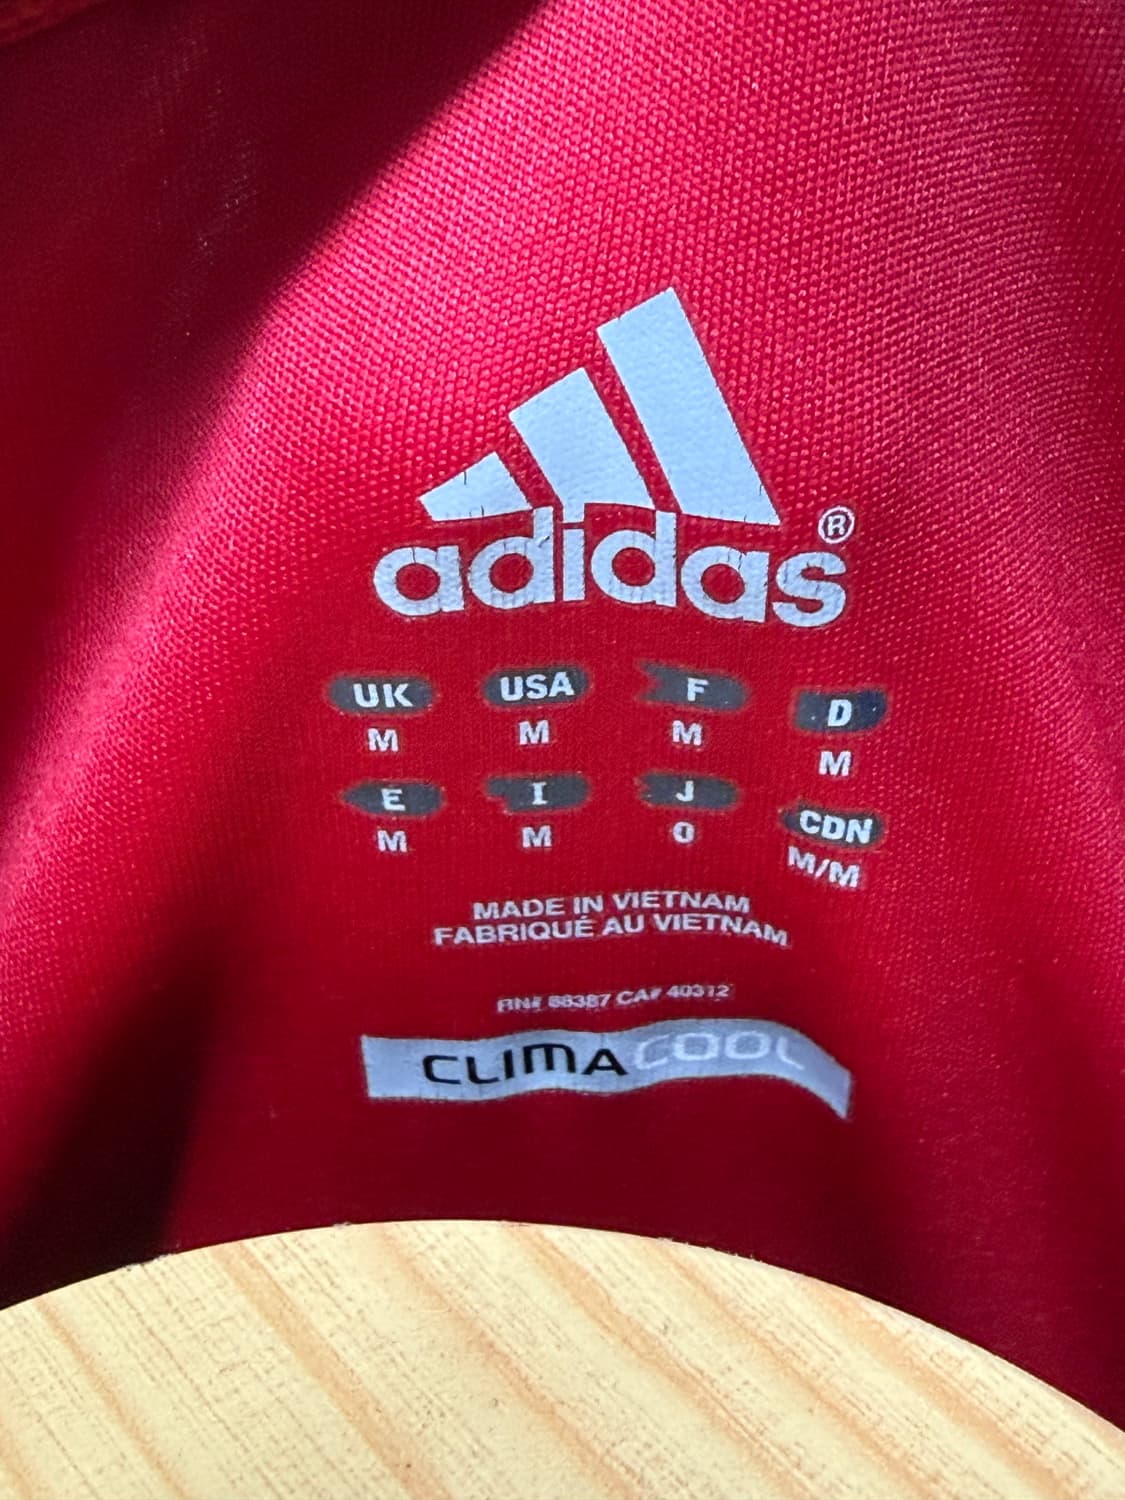 adidas®
UK USA F D
M M M M
E I J CDN
M M O M/M
MADE IN VIETNAM
FABRIQUÉ AU VIETNAM
RN# 88387 CA# 40312
CLIMACOOL